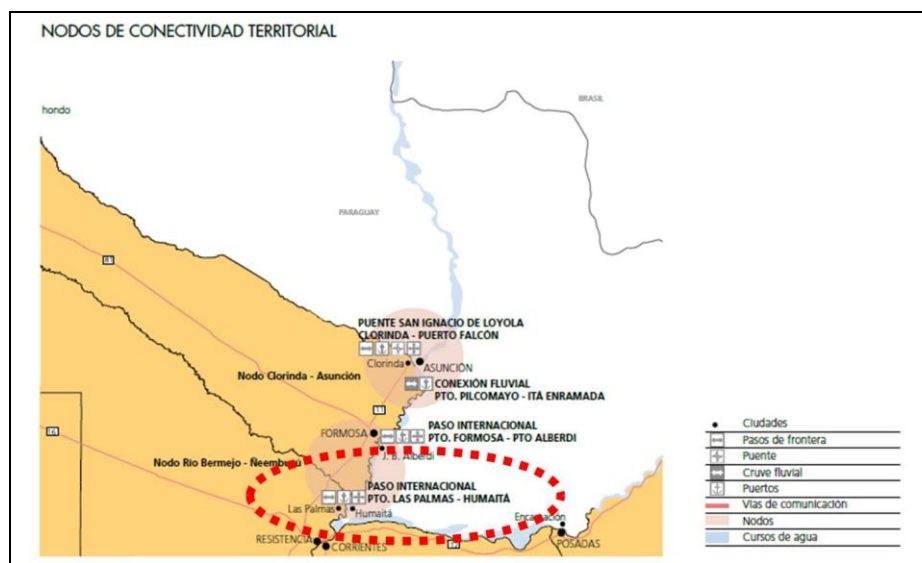 NODOS DE CONECTIVIDAD TERRITORIAL
hondo
BRASIL
PARAGUAY
81
PUENTE SAN IGNACIO DE LOYOLA
CLORINDA - PUERTO FALCÓN
Clorinda
ASUNCIÓN
Nodo Clorinda - Asunción
CONEXIÓN FLUVIAL
PTO. PILCOMAYO - ITÁ ENRAMADA
11
PASO INTERNACIONAL
PTO. FORMOSA - PTO ALBERDI
FORMOSA
J. B. Alberdi
16
Nodo Río Bermejo - Ñeembucú
PASO INTERNACIONAL
PTO. LAS PALMAS - HUMAITÁ
Las Palmas
Humaitá
Encarnación
RESISTENCIA
CORRIENTES
12
POSADAS
Ciudades
Pasos de frontera
Puente
Cruve fluvial
Puertos
Vías de comunicación
Nodos
Cursos de agua